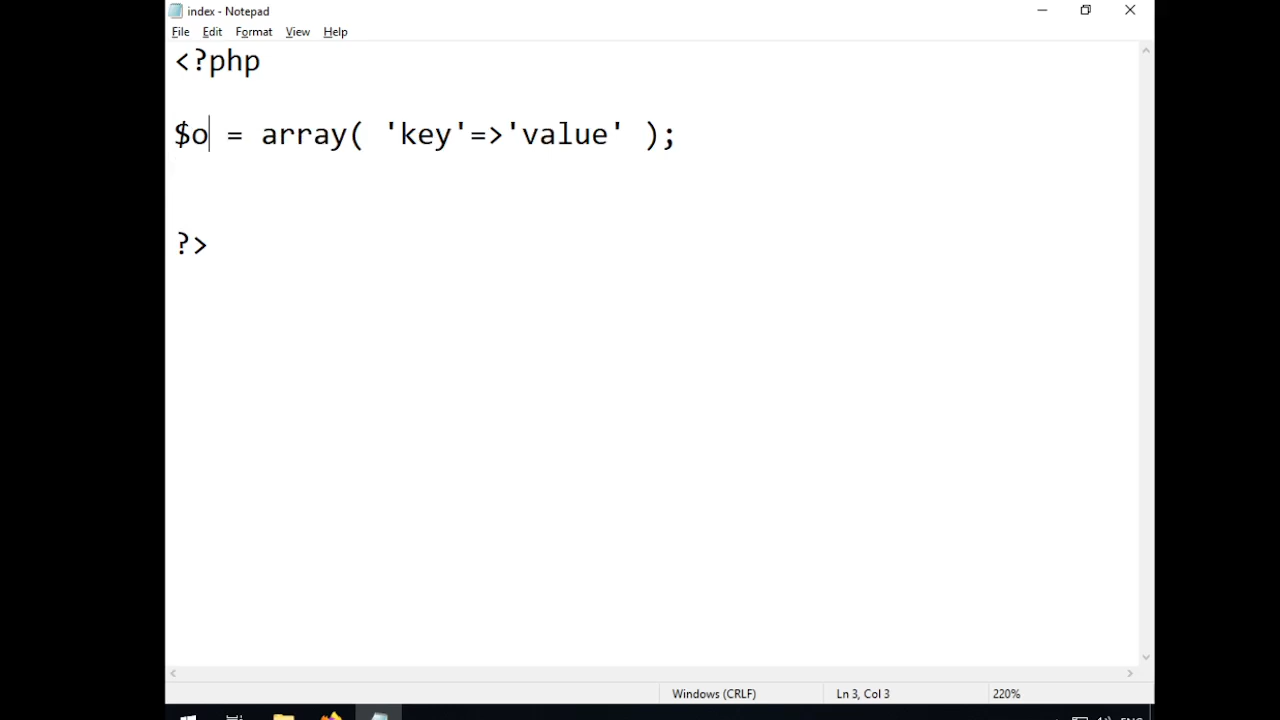 index - Notepad
File Edit Format View Help
<?php
$o = array( 'key'=>'value' );
?>
Windows (CRLF) Ln 3, Col 3 220%